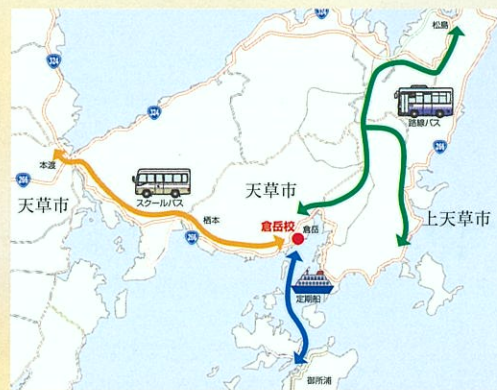 松島
324
324
324
路線バス
266
本渡
266
スクールバス
天草市
天草市
栖本
266
倉岳校
倉岳
上天草市
定期船
御所浦